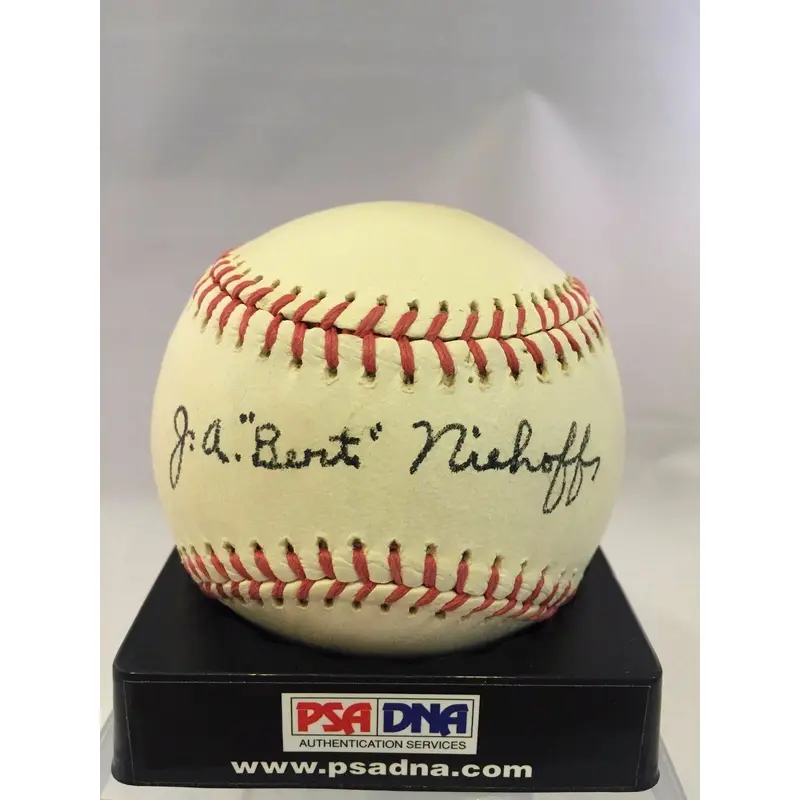 J. A. "Bert" Niehoff
PSA DNA
AUTHENTICATION SERVICES
www.psadna.com